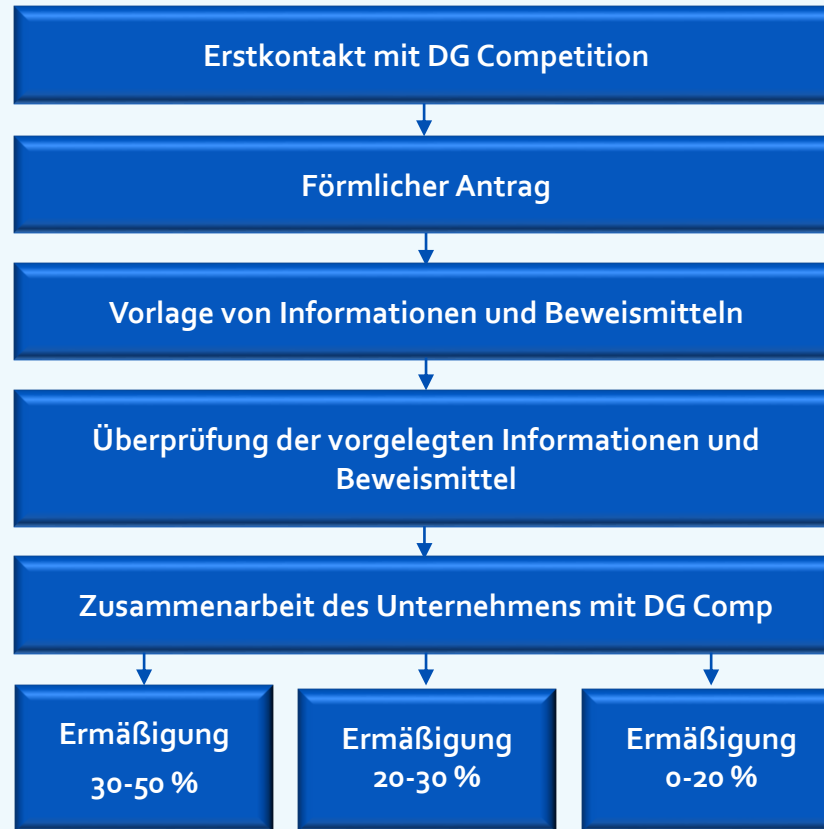 Erstkontakt mit DG Competition
Förmlicher Antrag
Vorlage von Informationen und Beweismitteln
Überprüfung der vorgelegten Informationen und
Beweismittel
Zusammenarbeit des Unternehmens mit DG Comp
Ermäßigung
30-50 %
Ermäßigung
20-30 %
Ermäßigung
0-20 %